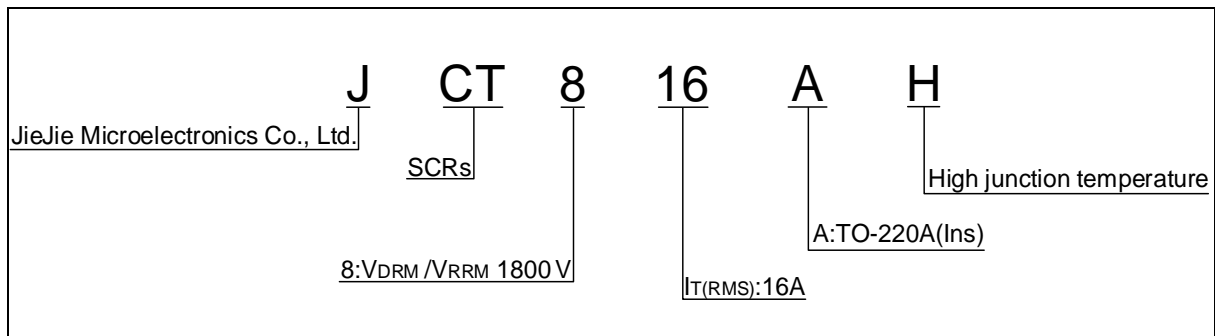 J CT 8 16 A H
JieJie Microelectronics Co., Ltd.
SCRs
High junction temperature
A:TO-220A(Ins)
8:VDRM /VRRM 1800 V
IT(RMS):16A